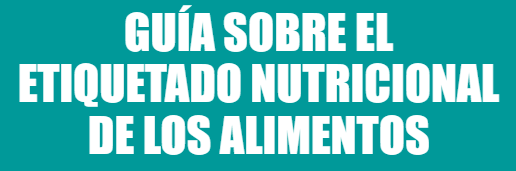 GUÍA SOBRE EL
ETIQUETADO NUTRICIONAL
DE LOS ALIMENTOS